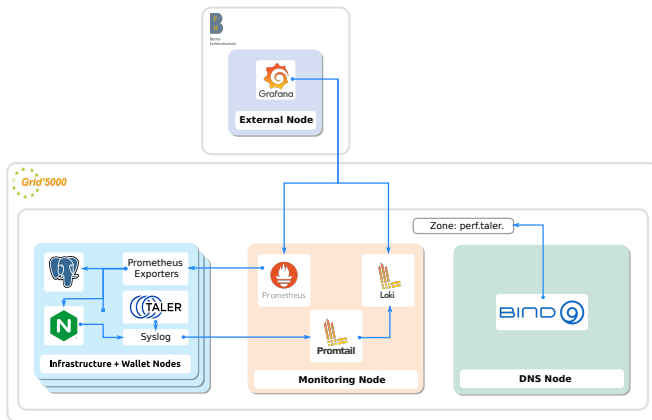 B
F
H
Berner
Fachhochschule
Grafana
External Node
Grid'5000
Zone: perf.taler.
Prometheus
Exporters
Prometheus
Loki
TALER
BIND 9
N
Syslog
Promtail
Infrastructure + Wallet Nodes
Monitoring Node
DNS Node